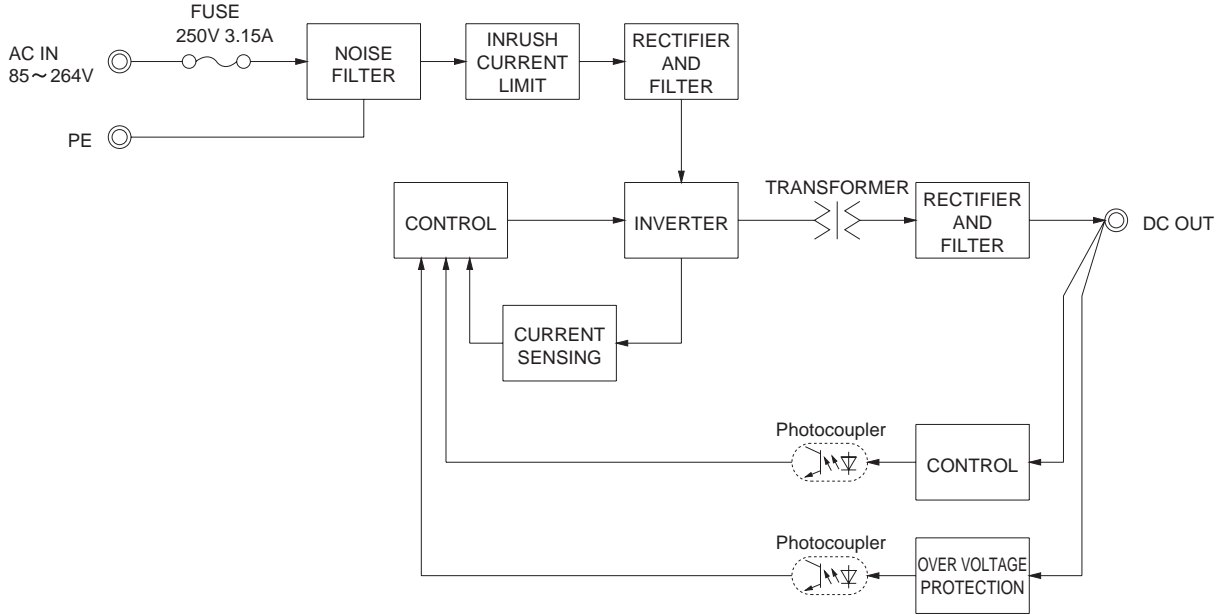 FUSE
250V 3.15A
AC IN
85～264V
PE
NOISE
FILTER
INRUSH
CURRENT
LIMIT
RECTIFIER
AND
FILTER
CONTROL
INVERTER
TRANSFORMER
RECTIFIER
AND
FILTER
DC OUT
CURRENT
SENSING
Photocoupler
CONTROL
Photocoupler
OVER VOLTAGE
PROTECTION